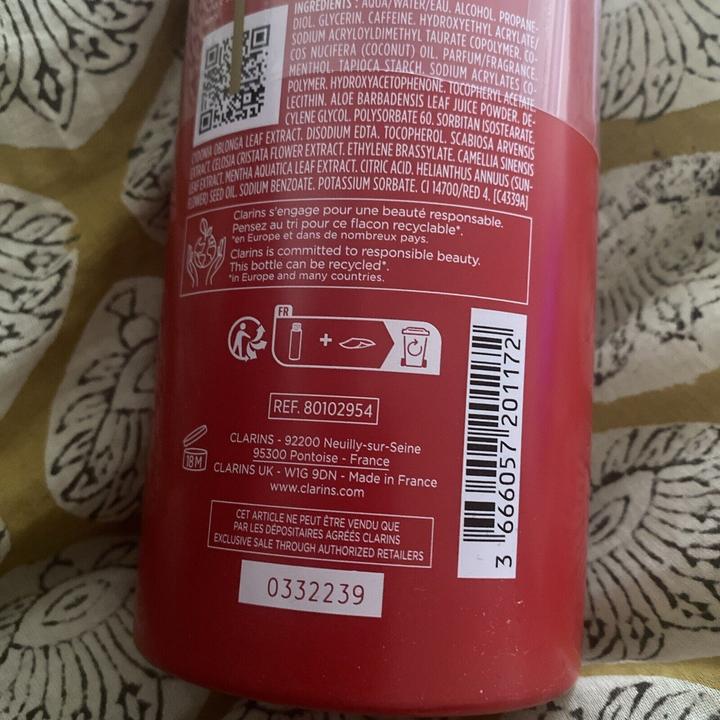 INGREDIENTS : AQUA/WATER/EAU. ALCOHOL. PROPANE-
DIOL. GLYCERIN. CAFFEINE. HYDROXYETHYL ACRYLATE/
SODIUM ACRYLOYLDIMETHYL TAURATE COPOLYMER. CO-
COS NUCIFERA (COCONUT) OIL. PARFUM/FRAGRANCE.
MENTHOL. TAPIOCA STARCH. SODIUM ACRYLATES CO-
POLYMER. HYDROXYACETOPHENONE. TOCOPHERYL ACETATE.
LECITHIN. ALOE BARBADENSIS LEAF JUICE POWDER. DE-
CYLENE GLYCOL. POLYSORBATE 60. SORBITAN ISOSTEARATE.
CYDONIA OBLONGA LEAF EXTRACT. DISODIUM EDTA. TOCOPHEROL. SCABIOSA ARVENSIS
EXTRACT. CELOSIA CRISTATA FLOWER EXTRACT. ETHYLENE BRASSYLATE. CAMELLIA SINENSIS
LEAF EXTRACT. MENTHA AQUATICA LEAF EXTRACT. CITRIC ACID. HELIANTHUS ANNUUS (SUN-
FLOWER) SEED OIL. SODIUM BENZOATE. POTASSIUM SORBATE. CI 14700/RED 4. [C4339A]
Clarins s'engage pour une beauté responsable.
Pensez au tri pour ce flacon recyclable*.
*en Europe et dans de nombreux pays.
Clarins is committed to responsible beauty.
This bottle can be recycled*.
*in Europe and many countries.
FR
+
REF. 80102954
18M
CLARINS - 92200 Neuilly-sur-Seine
95300 Pontoise - France
CLARINS UK - W1G 9DN - Made in France
www.clarins.com
CET ARTICLE NE PEUT ÊTRE VENDU QUE
PAR LES DÉPOSITAIRES AGRÉÉS CLARINS
EXCLUSIVE SALE THROUGH AUTHORIZED RETAILERS
0332239
3 666057 201172